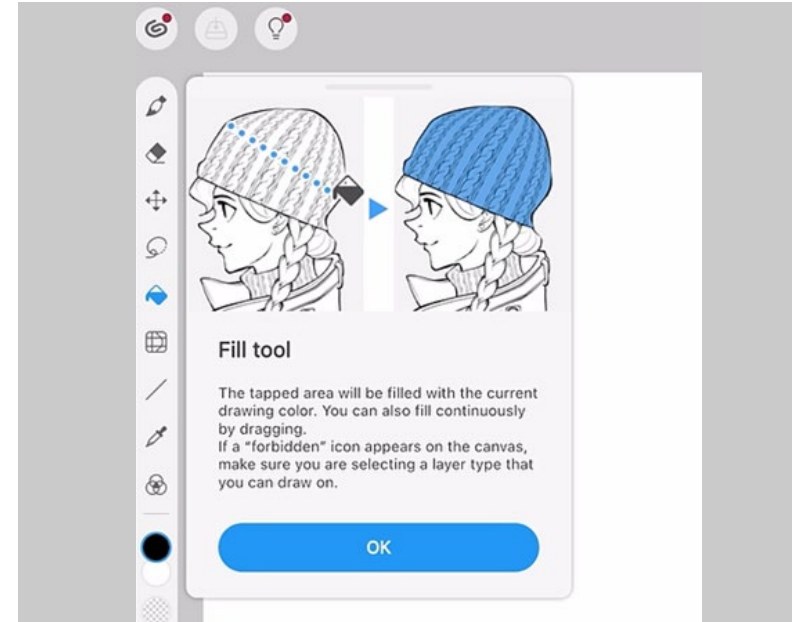 Fill tool
The tapped area will be filled with the current
drawing color. You can also fill continuously
by dragging.
If a “forbidden” icon appears on the canvas,
make sure you are selecting a layer type that
you can draw on.
OK